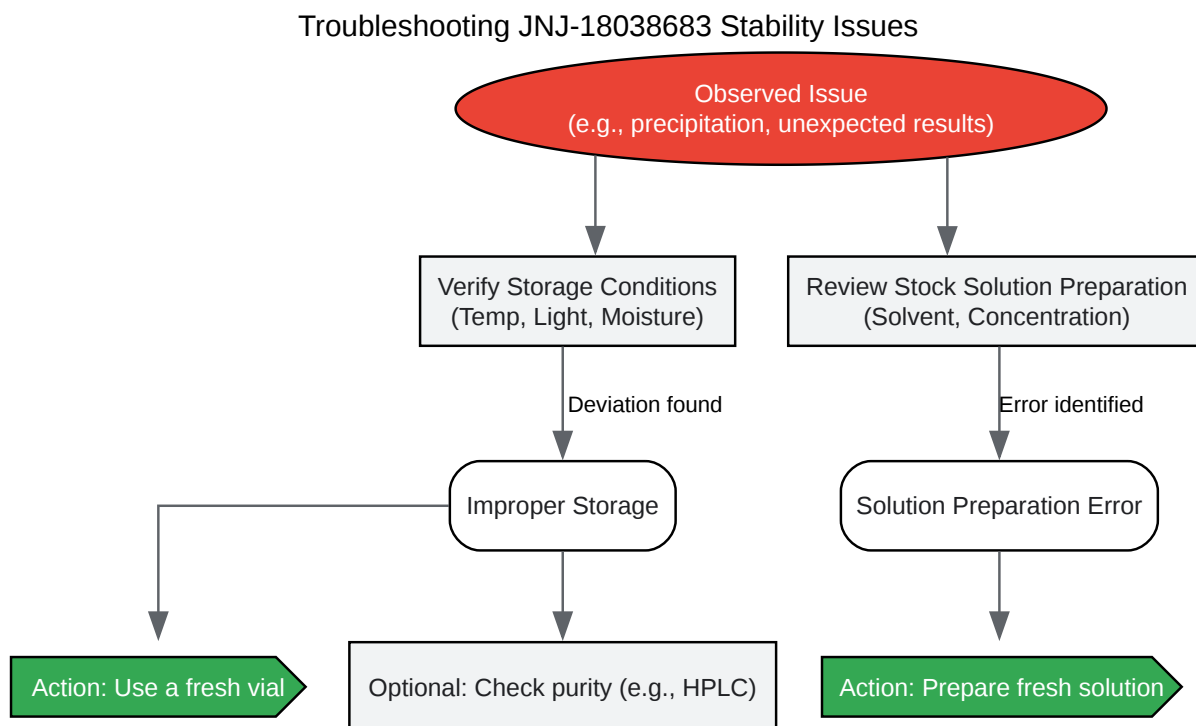 Troubleshooting JNJ-18038683 Stability Issues
Observed Issue
(e.g., precipitation, unexpected results)
Verify Storage Conditions
(Temp, Light, Moisture)
Review Stock Solution Preparation
(Solvent, Concentration)
Deviation found
Error identified
Improper Storage
Solution Preparation Error
Action: Use a fresh vial
Optional: Check purity (e.g., HPLC)
Action: Prepare fresh solution